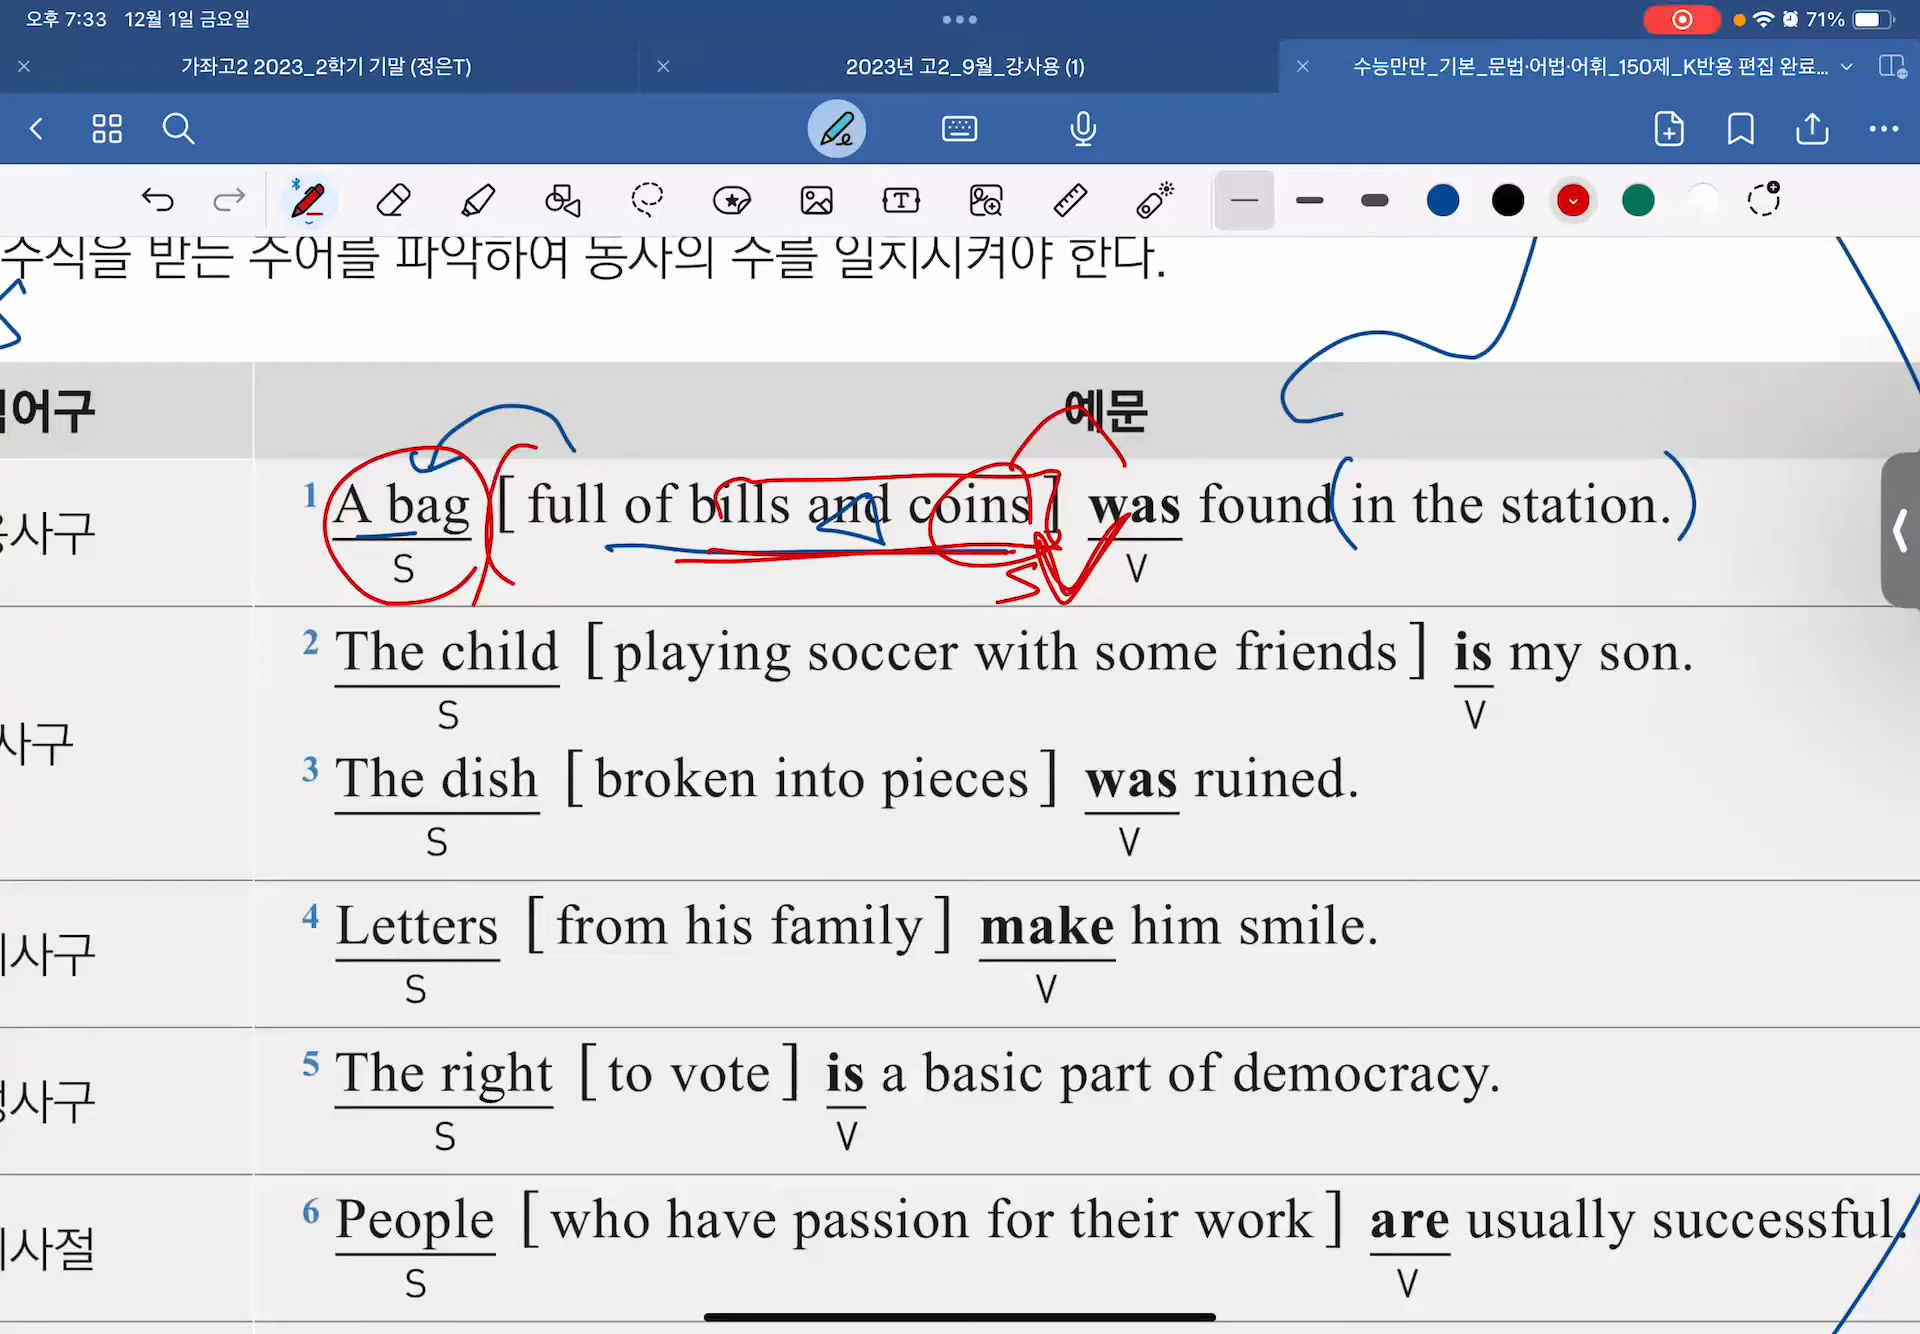 오후 7:33 12월 1일 금요일
71%
가좌고2 2023_2학기 기말 (정은T)
2023년 고2_9월_강사용 (1)
수능만만_기본_문법·어법·어휘_150제_K반용 편집 완료...
수식을 받는 주어를 파악하여 동사의 수를 일치시켜야 한다.
어구 예문
사구
1 A bag [ full of bills and coins ] was found (in the station.)
S S V
사구
2 The child [ playing soccer with some friends ] is my son.
S V
3 The dish [ broken into pieces ] was ruined.
S V
사구
4 Letters [ from his family ] make him smile.
S V
사구
5 The right [ to vote ] is a basic part of democracy.
S V
사절
6 People [ who have passion for their work ] are usually successful.
S V